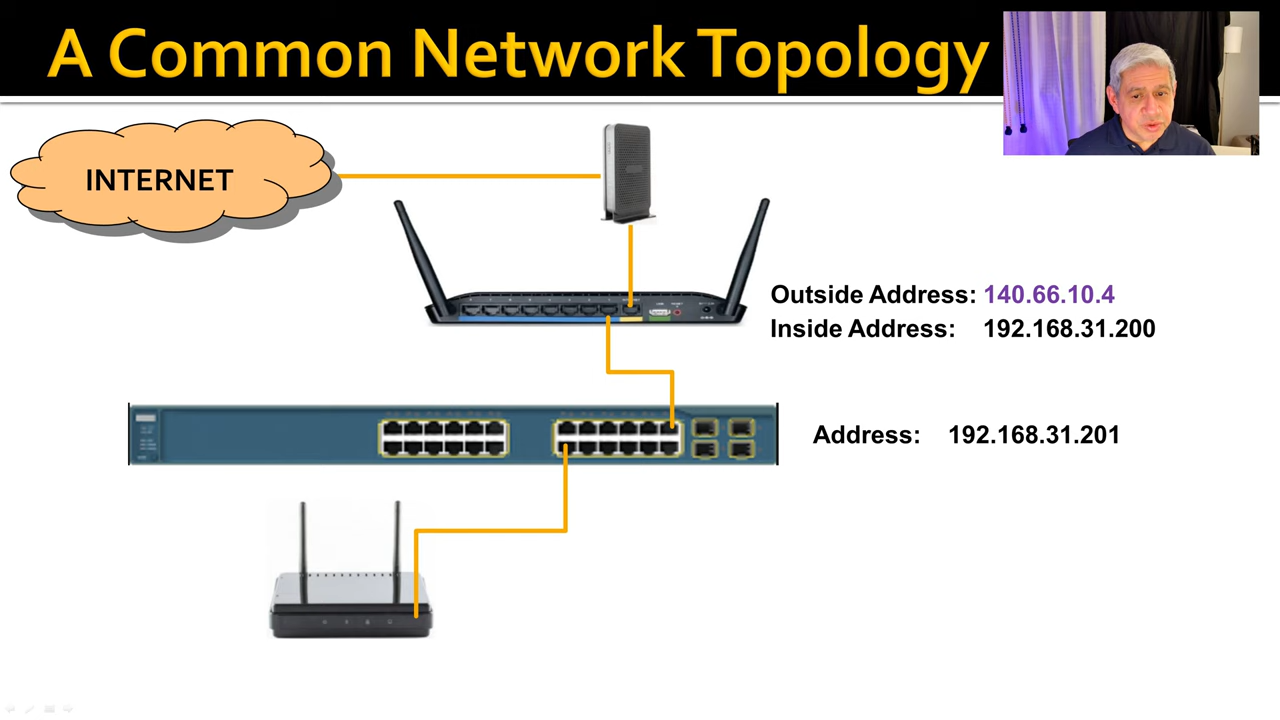 A Common Network Topology
INTERNET
Outside Address: 140.66.10.4
Inside Address: 192.168.31.200
Address: 192.168.31.201